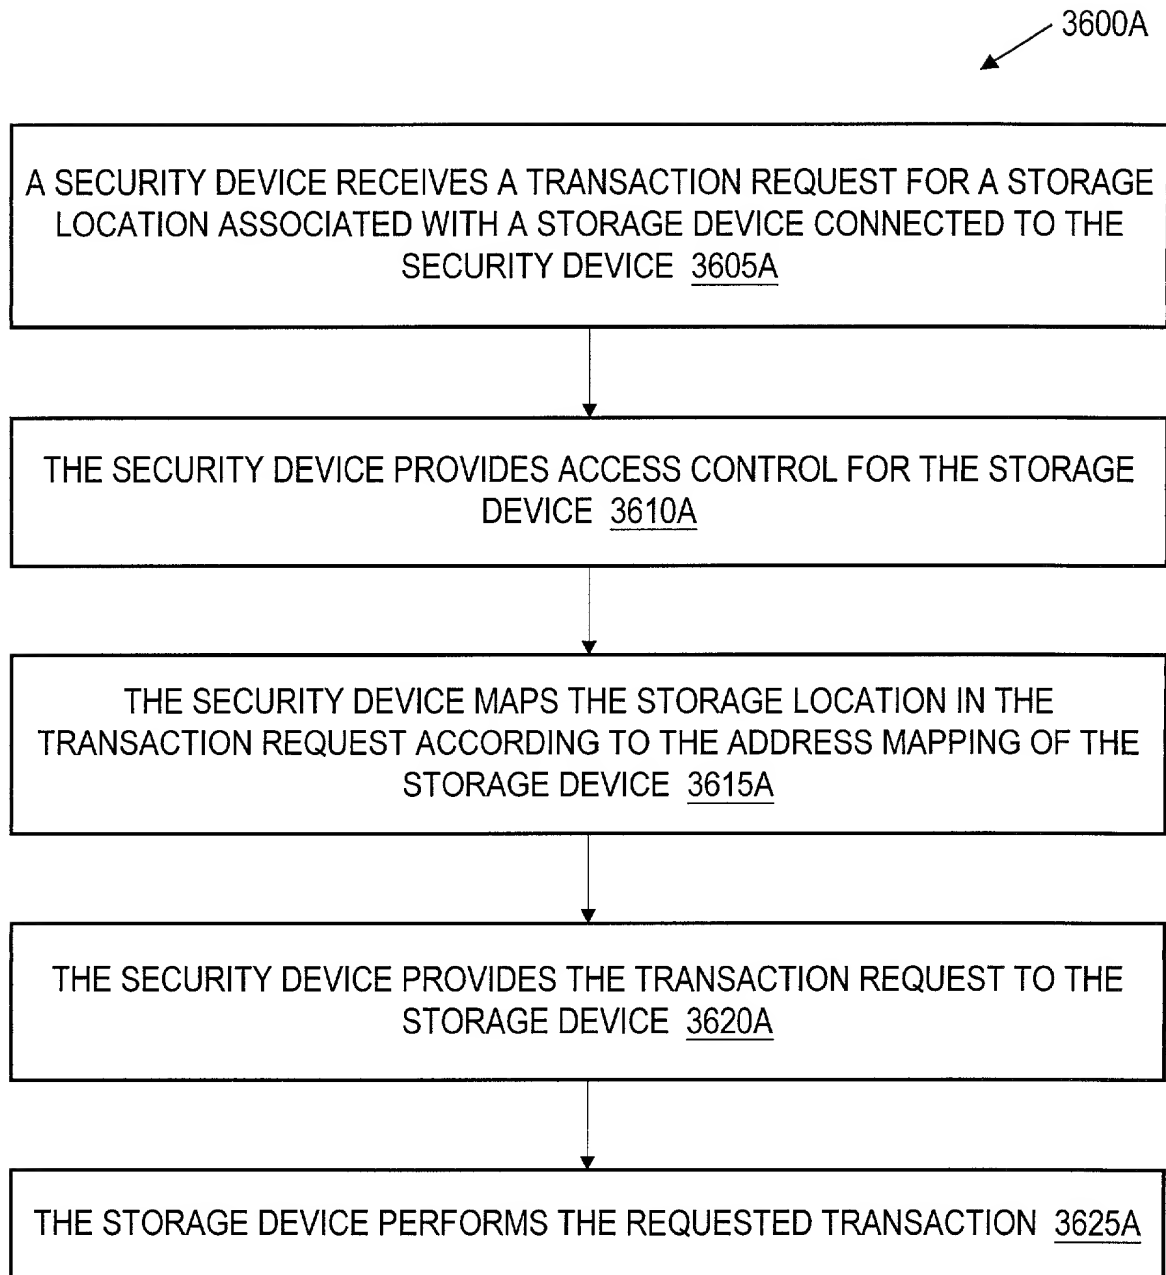 3600A
A SECURITY DEVICE RECEIVES A TRANSACTION REQUEST FOR A STORAGE
LOCATION ASSOCIATED WITH A STORAGE DEVICE CONNECTED TO THE
SECURITY DEVICE 3605A
THE SECURITY DEVICE PROVIDES ACCESS CONTROL FOR THE STORAGE
DEVICE 3610A
THE SECURITY DEVICE MAPS THE STORAGE LOCATION IN THE
TRANSACTION REQUEST ACCORDING TO THE ADDRESS MAPPING OF THE
STORAGE DEVICE 3615A
THE SECURITY DEVICE PROVIDES THE TRANSACTION REQUEST TO THE
STORAGE DEVICE 3620A
THE STORAGE DEVICE PERFORMS THE REQUESTED TRANSACTION 3625A